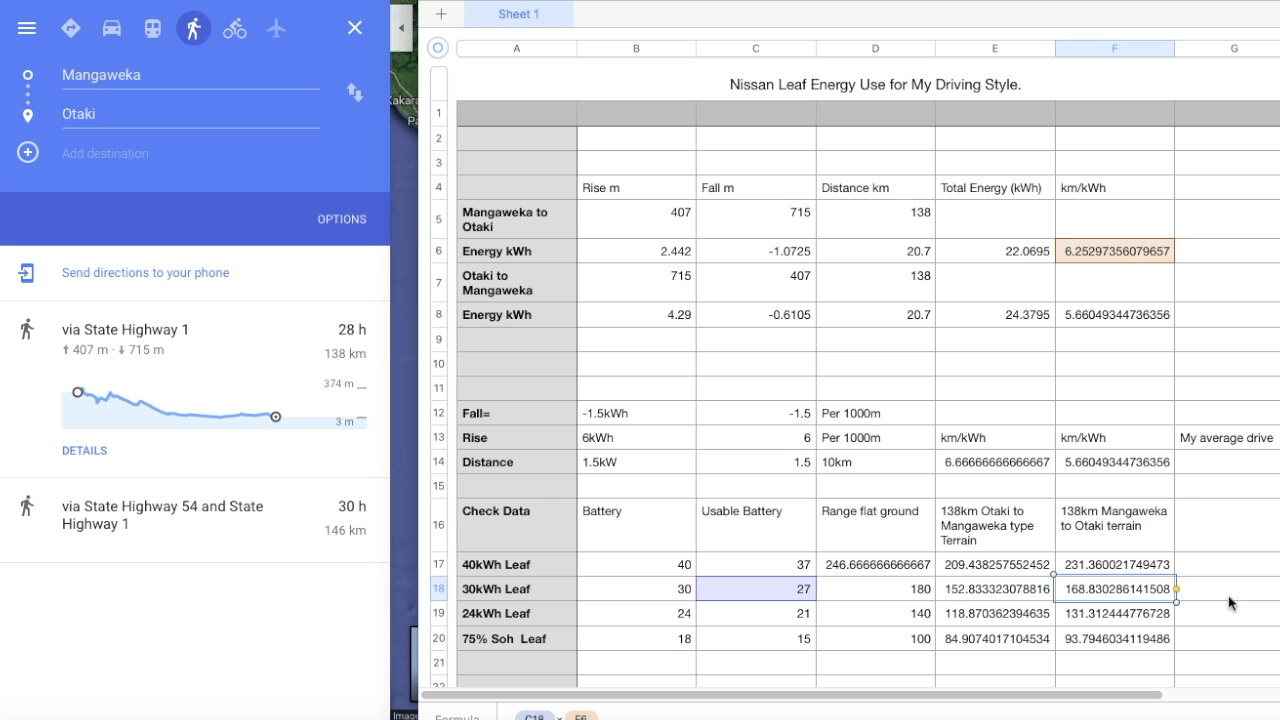 Mangaweka
Otaki
Add destination
OPTIONS
Send directions to your phone
via State Highway 1 28 h
407 m · 715 m 138 km
374 m
3 m
DETAILS
via State Highway 54 and State
Highway 1
30 h
146 km
Kakara
Pa
Image
Sheet 1
A B C D E F G
Nissan Leaf Energy Use for My Driving Style.
1
2
3
4 Rise m Fall m Distance km Total Energy (kWh) km/kWh
5 Mangaweka to
Otaki
407 715 138
6 Energy kWh 2.442 -1.0725 20.7 22.0695 6.25297356079657
7 Otaki to
Mangaweka
715 407 138
8 Energy kWh 4.29 -0.6105 20.7 24.3795 5.66049344736356
9
10
11
12 Fall= -1.5kWh -1.5 Per 1000m
13 Rise 6kWh 6 Per 1000m km/kWh km/kWh My average drive
14 Distance 1.5kW 1.5 10km 6.66666666666667 5.66049344736356
15
16 Check Data Battery Usable Battery Range flat ground
138km Otaki to
Mangaweka type
Terrain
138km Mangaweka
to Otaki terrain
17 40kWh Leaf 40 37 246.666666666667 209.438257552452 231.360021749473
18 30kWh Leaf 30 27 180 152.833323078816 168.830286141508
19 24kWh Leaf 24 21 140 118.870362394635 131.312444776728
20 75% Soh Leaf 18 15 100 84.9074017104534 93.7946034119486
21
22
Formula C18 × F6